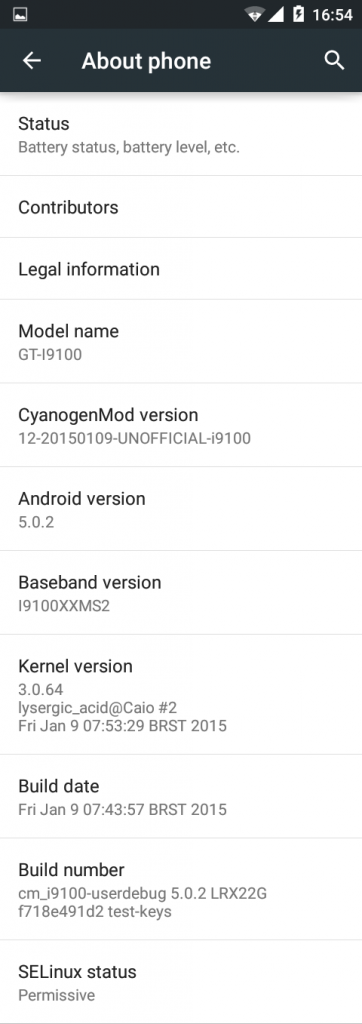 16:54
About phone
Status
Battery status, battery level, etc.
Contributors
Legal information
Model name
GT-I9100
CyanogenMod version
12-20150109-UNOFFICIAL-i9100
Android version
5.0.2
Baseband version
I9100XXMS2
Kernel version
3.0.64
lysergic_acid@Caio #2
Fri Jan 9 07:53:29 BRST 2015
Build date
Fri Jan 9 07:43:57 BRST 2015
Build number
cm_i9100-userdebug 5.0.2 LRX22G
f718e491d2 test-keys
SELinux status
Permissive